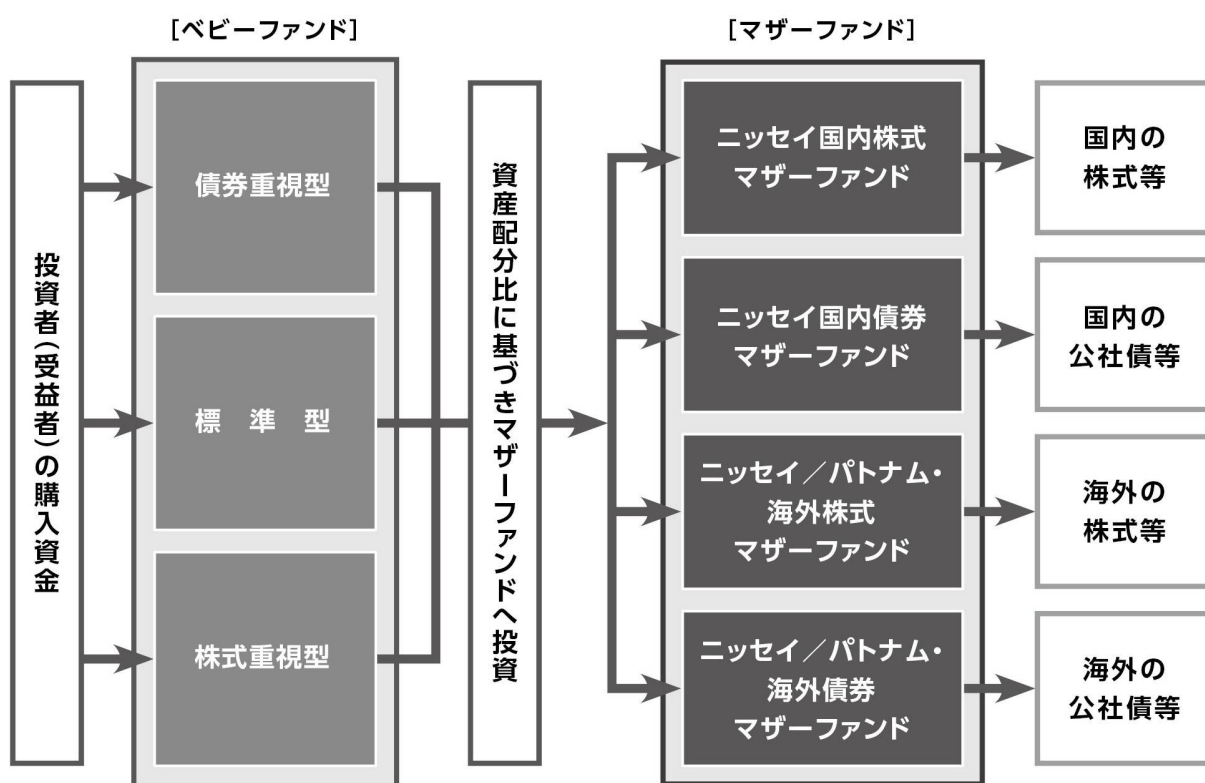 [ベビーファンド]
[マザーファンド]
投資者(受益者)の購入資金
債券重視型
標 準 型
株式重視型
資産配分比に基づきマザーファンドへ投資
ニッセイ国内株式
マザーファンド
ニッセイ国内債券
マザーファンド
ニッセイ／パトナム・
海外株式
マザーファンド
ニッセイ／パトナム・
海外債券
マザーファンド
国内の
株式等
国内の
公社債等
海外の
株式等
海外の
公社債等